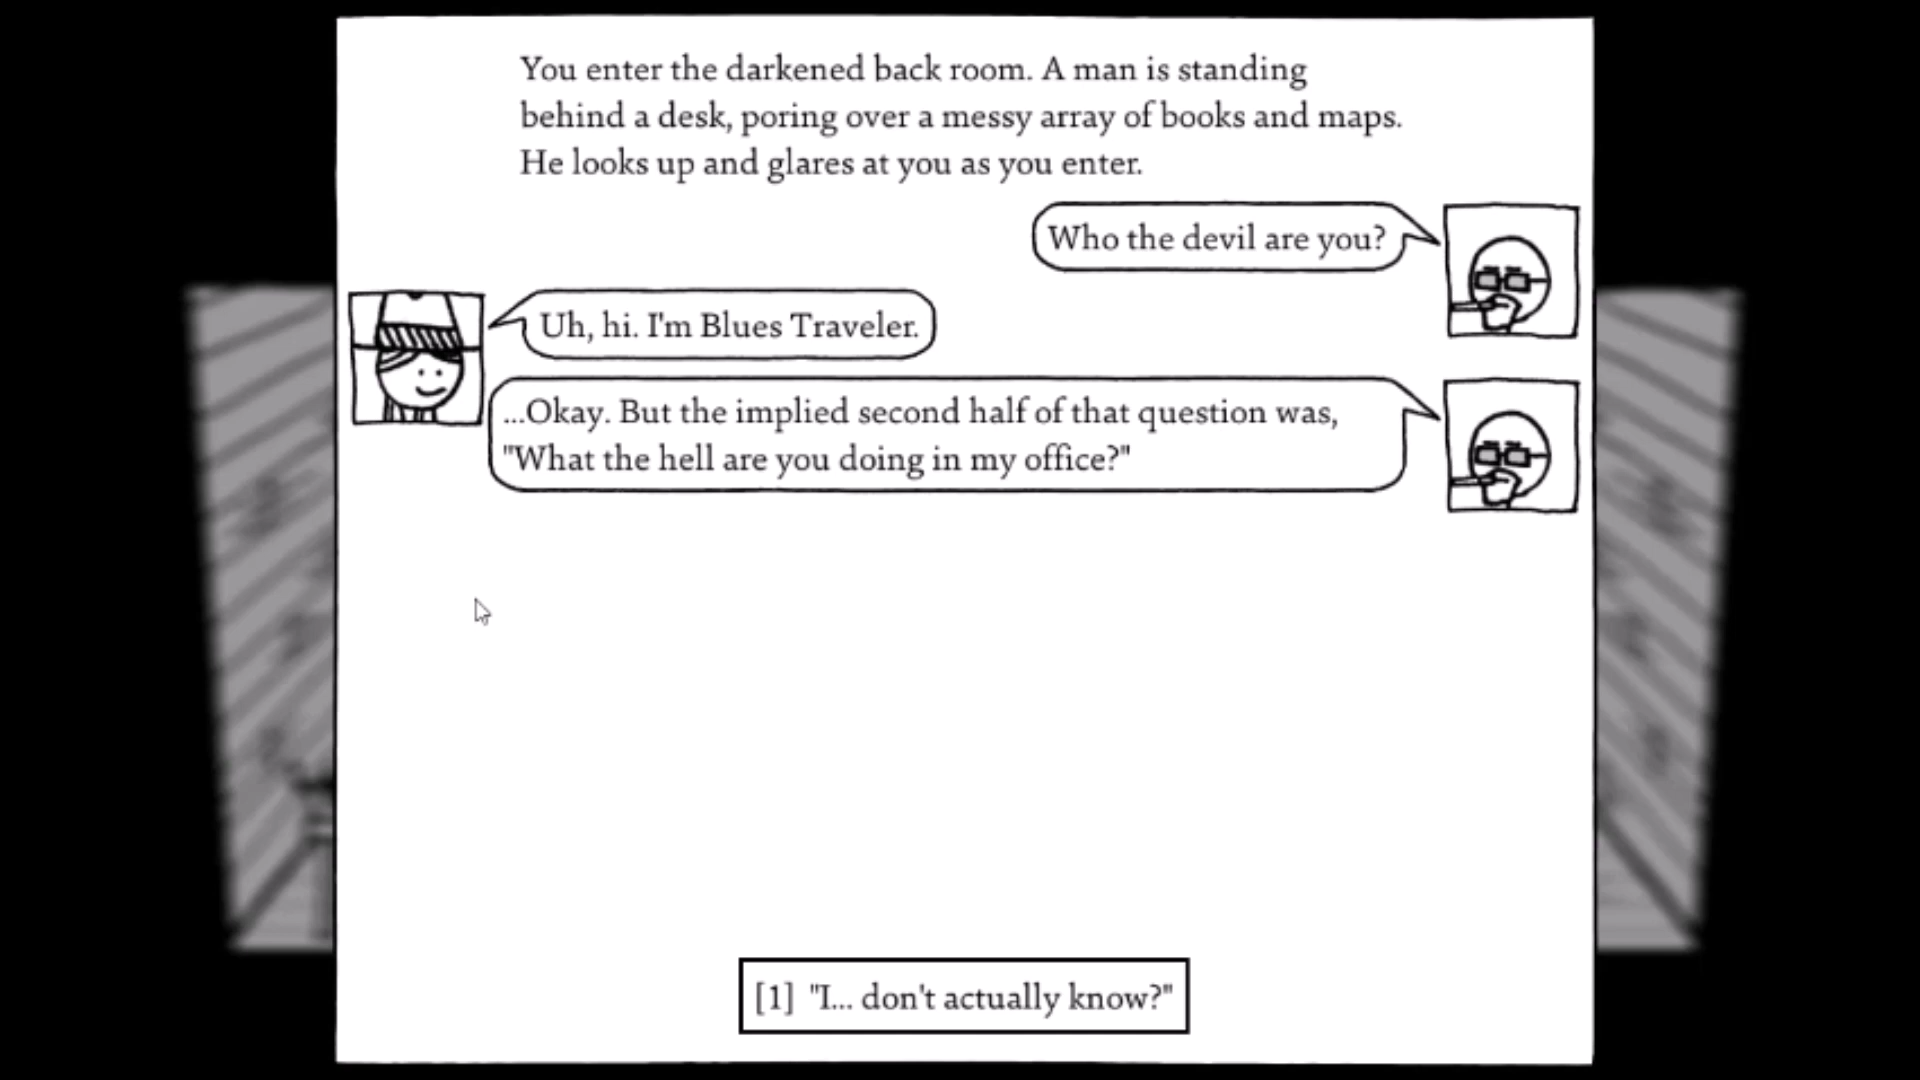 You enter the darkened back room. A man is standing
behind a desk, poring over a messy array of books and maps.
He looks up and glares at you as you enter.
Who the devil are you?
Uh, hi. I'm Blues Traveler.
...Okay. But the implied second half of that question was,
"What the hell are you doing in my office?"
[1] "I... don't actually know?"